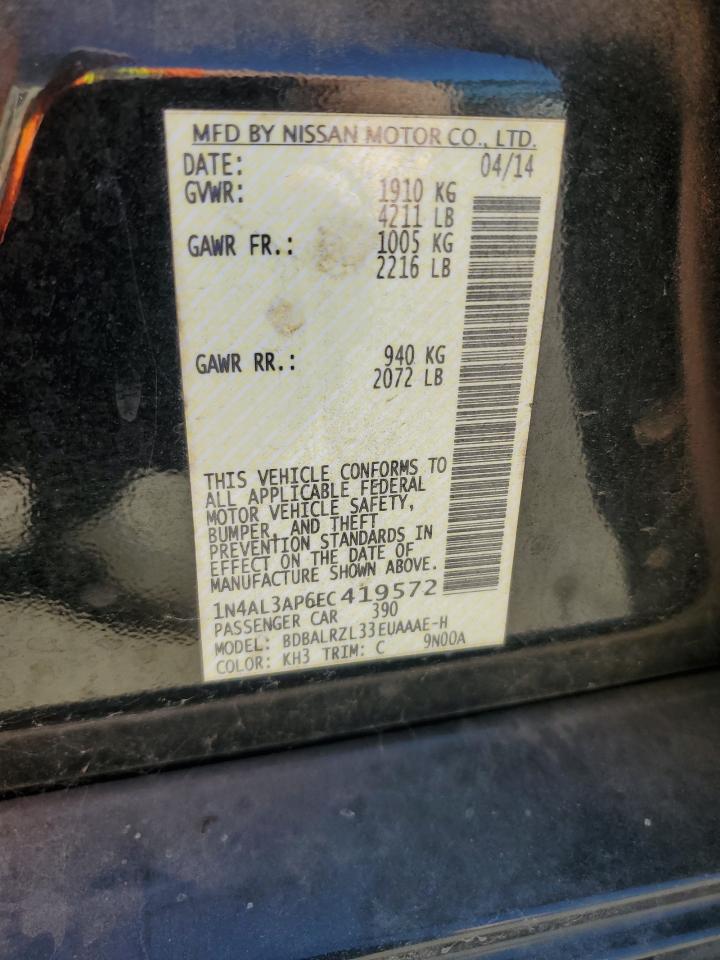 MFD BY NISSAN MOTOR CO., LTD.
DATE: 04/14
GVWR: 1910 KG
4211 LB
GAWR FR.: 1005 KG
2216 LB
GAWR RR.: 940 KG
2072 LB
THIS VEHICLE CONFORMS TO
ALL APPLICABLE FEDERAL
MOTOR VEHICLE SAFETY,
BUMPER, AND THEFT
PREVENTION STANDARDS IN
EFFECT ON THE DATE OF
MANUFACTURE SHOWN ABOVE.
1N4AL3AP6EC419572
PASSENGER CAR 390
MODEL: BDBALRZL33EUAAAE-H
COLOR: KH3 TRIM: C 9N00A